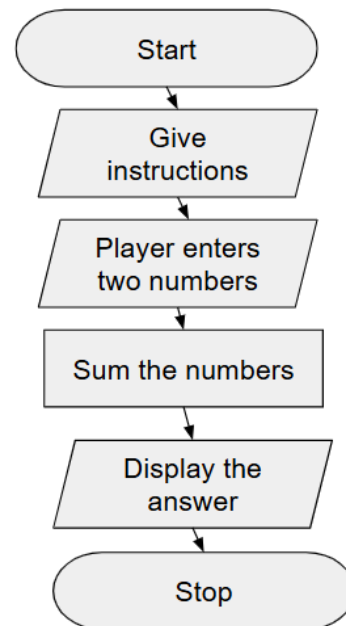 Start
Give
instructions
Player enters
two numbers
Sum the numbers
Display the
answer
Stop